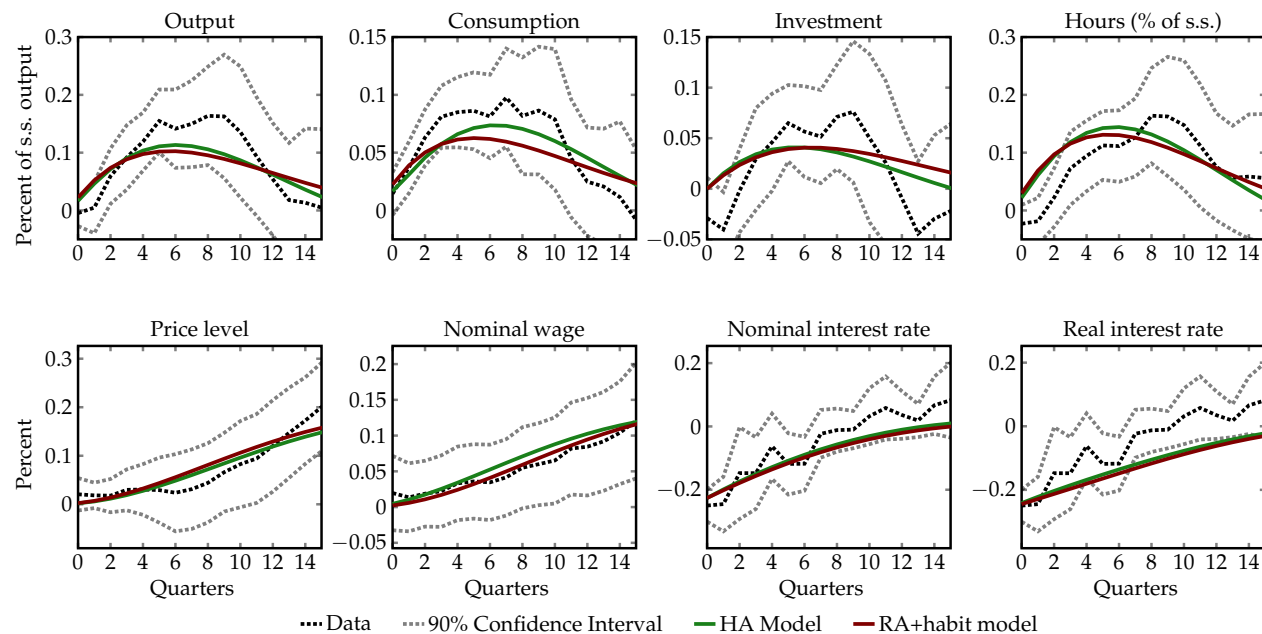 Output
Consumption
Investment
Hours (% of s.s.)
Percent of s.s. output
0.3
0.2
0.1
0
0 2 4 6 8 10 12 14
0.15
0.1
0.05
0
0 2 4 6 8 10 12 14
0.15
0.1
0.05
0
−0.05
0 2 4 6 8 10 12 14
0.3
0.2
0.1
0
0 2 4 6 8 10 12 14
Price level
Nominal wage
Nominal interest rate
Real interest rate
Percent
0.3
0.2
0.1
0
0 2 4 6 8 10 12 14
Quarters
0.2
0.15
0.1
0.05
0
−0.05
0 2 4 6 8 10 12 14
Quarters
0.2
0
−0.2
0 2 4 6 8 10 12 14
Quarters
0.2
0
−0.2
0 2 4 6 8 10 12 14
Quarters
Data 90% Confidence Interval HA Model RA+habit model